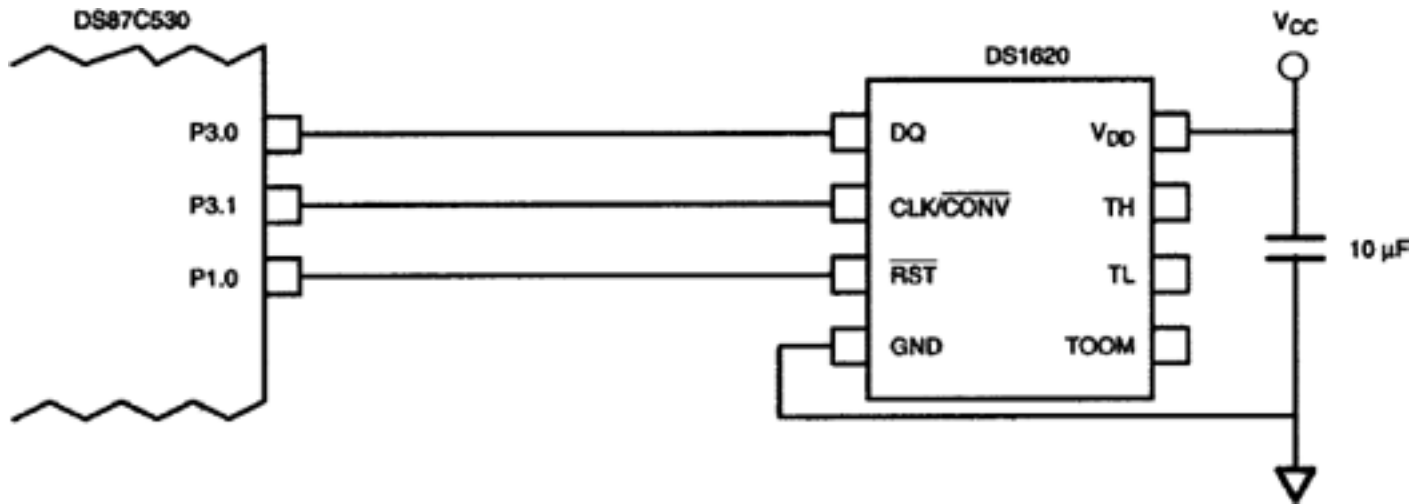 DS87C530
P3.0
P3.1
P1.0
DS1620
DQ
CLK/CONV
RST
GND
VDD
TH
TL
TOOM
VCC
10 μF